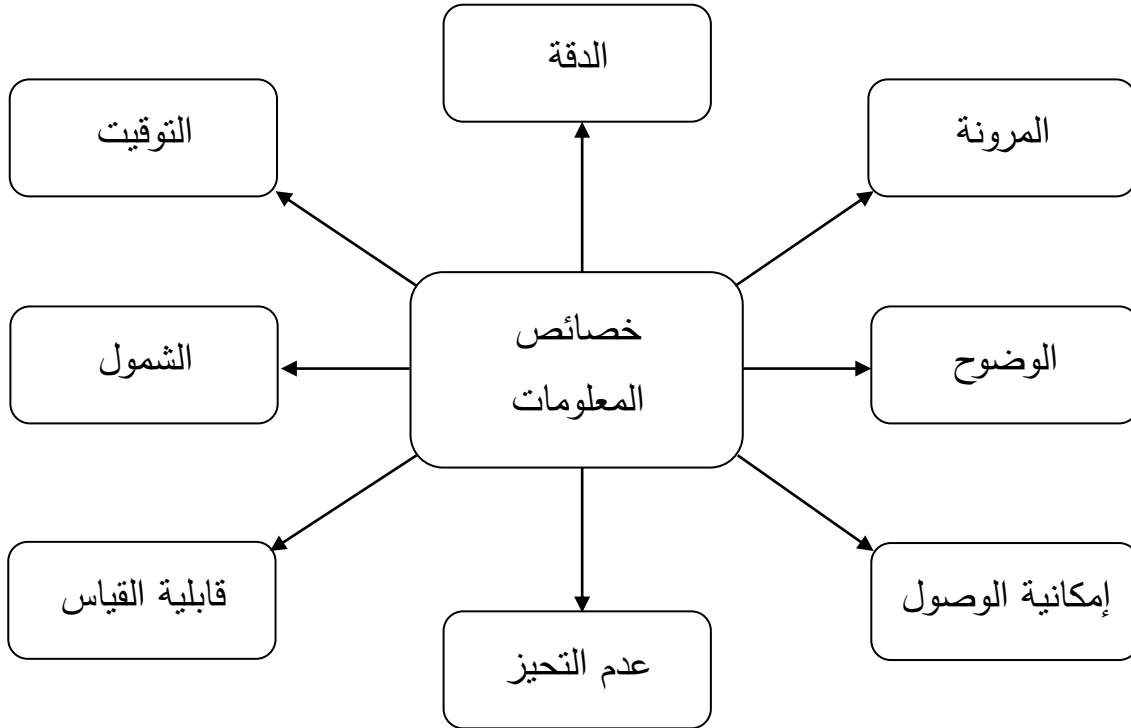 الدقة
المرونة
التوقيت
خصائص
المعلومات
الوضوح
الشمول
إمكانية الوصول
قابلية القياس
عدم التحيز